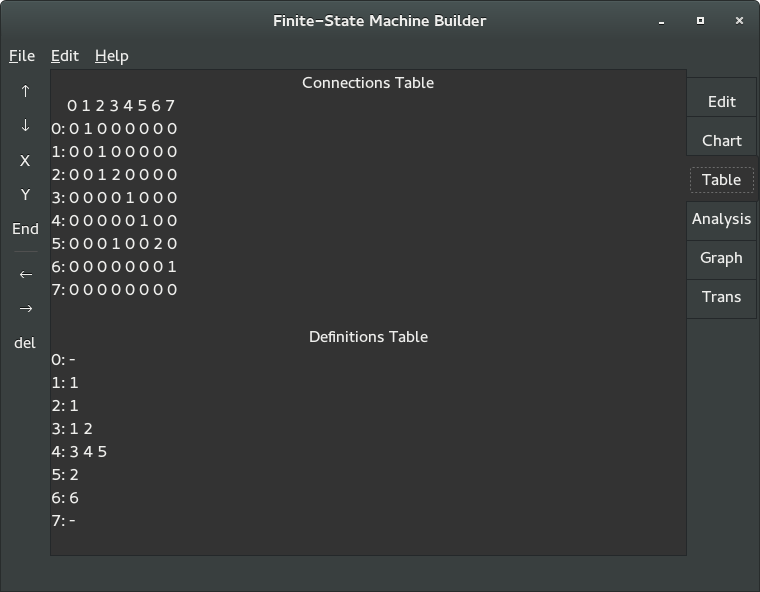 Finite-State Machine Builder
File Edit Help
↑
↓
X
Y
End
←
→
del
Connections Table
0 1 2 3 4 5 6 7
0: 0 1 0 0 0 0 0 0
1: 0 0 1 0 0 0 0 0
2: 0 0 1 2 0 0 0 0
3: 0 0 0 0 1 0 0 0
4: 0 0 0 0 0 1 0 0
5: 0 0 0 1 0 0 2 0
6: 0 0 0 0 0 0 0 1
7: 0 0 0 0 0 0 0 0
Definitions Table
0: -
1: 1
2: 1
3: 1 2
4: 3 4 5
5: 2
6: 6
7: -
Edit
Chart
Table
Analysis
Graph
Trans